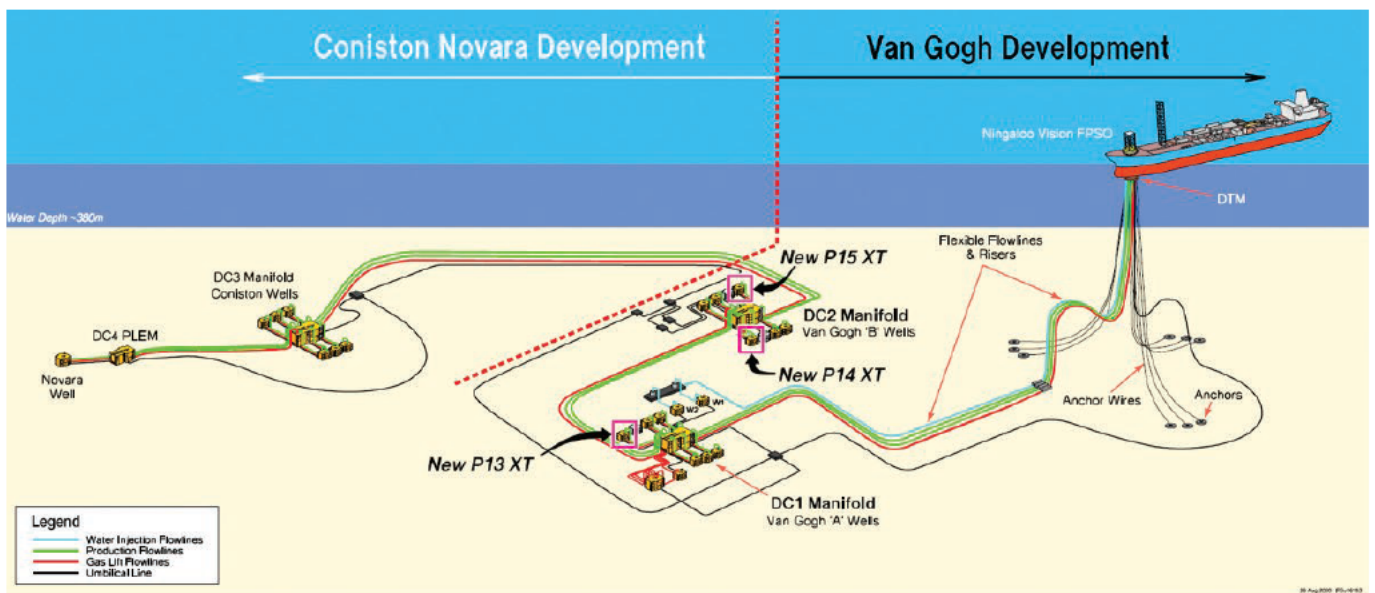 Coniston Novara Development
Van Gogh Development
Ningaloo Vision FPSO
DTM
Water Depth ~380m
Flexible Flowlines
& Risers
New P15 XT
DC3 Manifold
Coniston Wells
DC2 Manifold
Van Gogh 'B' Wells
DC4 PLEM
New P14 XT
Novara
Well
Anchor Wires
Anchors
W1
W2
New P13 XT
DC1 Manifold
Van Gogh 'A' Wells
Legend
Water Injection Flowlines
Production Flowlines
Gas Lift Flowlines
Umbilical Line